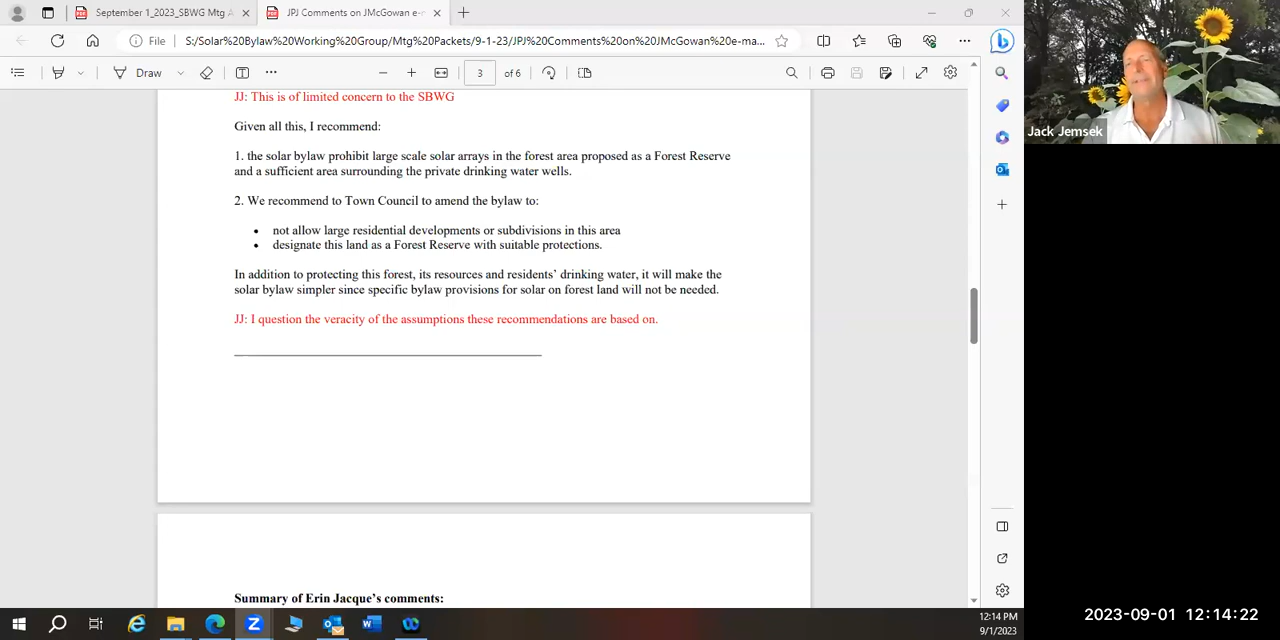 September 1_2023_SBWG Mtg A
JPJ Comments on JMcGowan e-m
File
S:/Solar%20Bylaw%20Working%20Group/Mtg%20Packets/9-1-23/JPJ%20Comments%20on%20JMcGowan%20e-ma...
Draw
3
of 6
JJ: This is of limited concern to the SBWG
Given all this, I recommend:
1. the solar bylaw prohibit large scale solar arrays in the forest area proposed as a Forest Reserve
and a sufficient area surrounding the private drinking water wells.
2. We recommend to Town Council to amend the bylaw to:
• not allow large residential developments or subdivisions in this area
• designate this land as a Forest Reserve with suitable protections.
In addition to protecting this forest, its resources and residents' drinking water, it will make the
solar bylaw simpler since specific bylaw provisions for solar on forest land will not be needed.
JJ: I question the veracity of the assumptions these recommendations are based on.
Summary of Erin Jacque's comments:
Jack Jemsek
12:14 PM
9/1/2023
2023-09-01 12:14:22